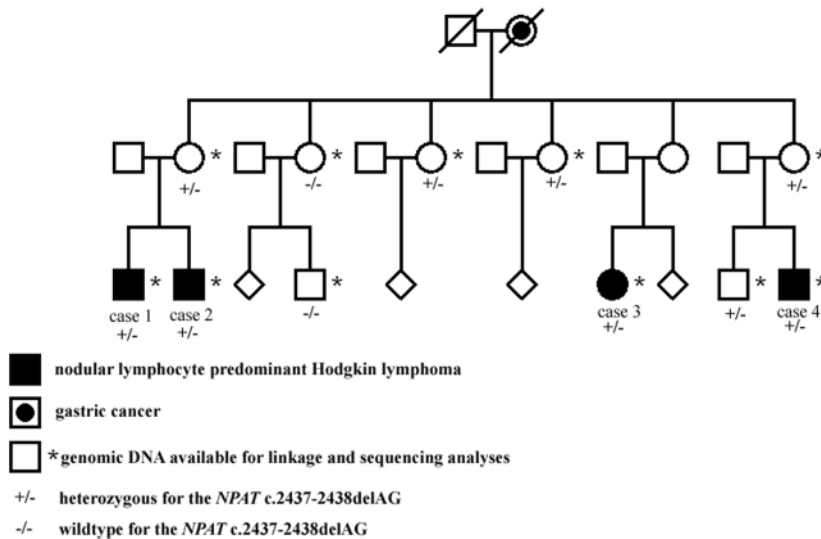 * * * * *
+/- -/- +/- +/- +/-
* * * * * *
case 1 case 2 -/- case 3 +/- case 4
+/- +/- +/- +/-
nodular lymphocyte predominant Hodgkin lymphoma
gastric cancer
*genomic DNA available for linkage and sequencing analyses
+/- heterozygous for the NPAT c.2437-2438delAG
-/- wildtype for the NPAT c.2437-2438delAG